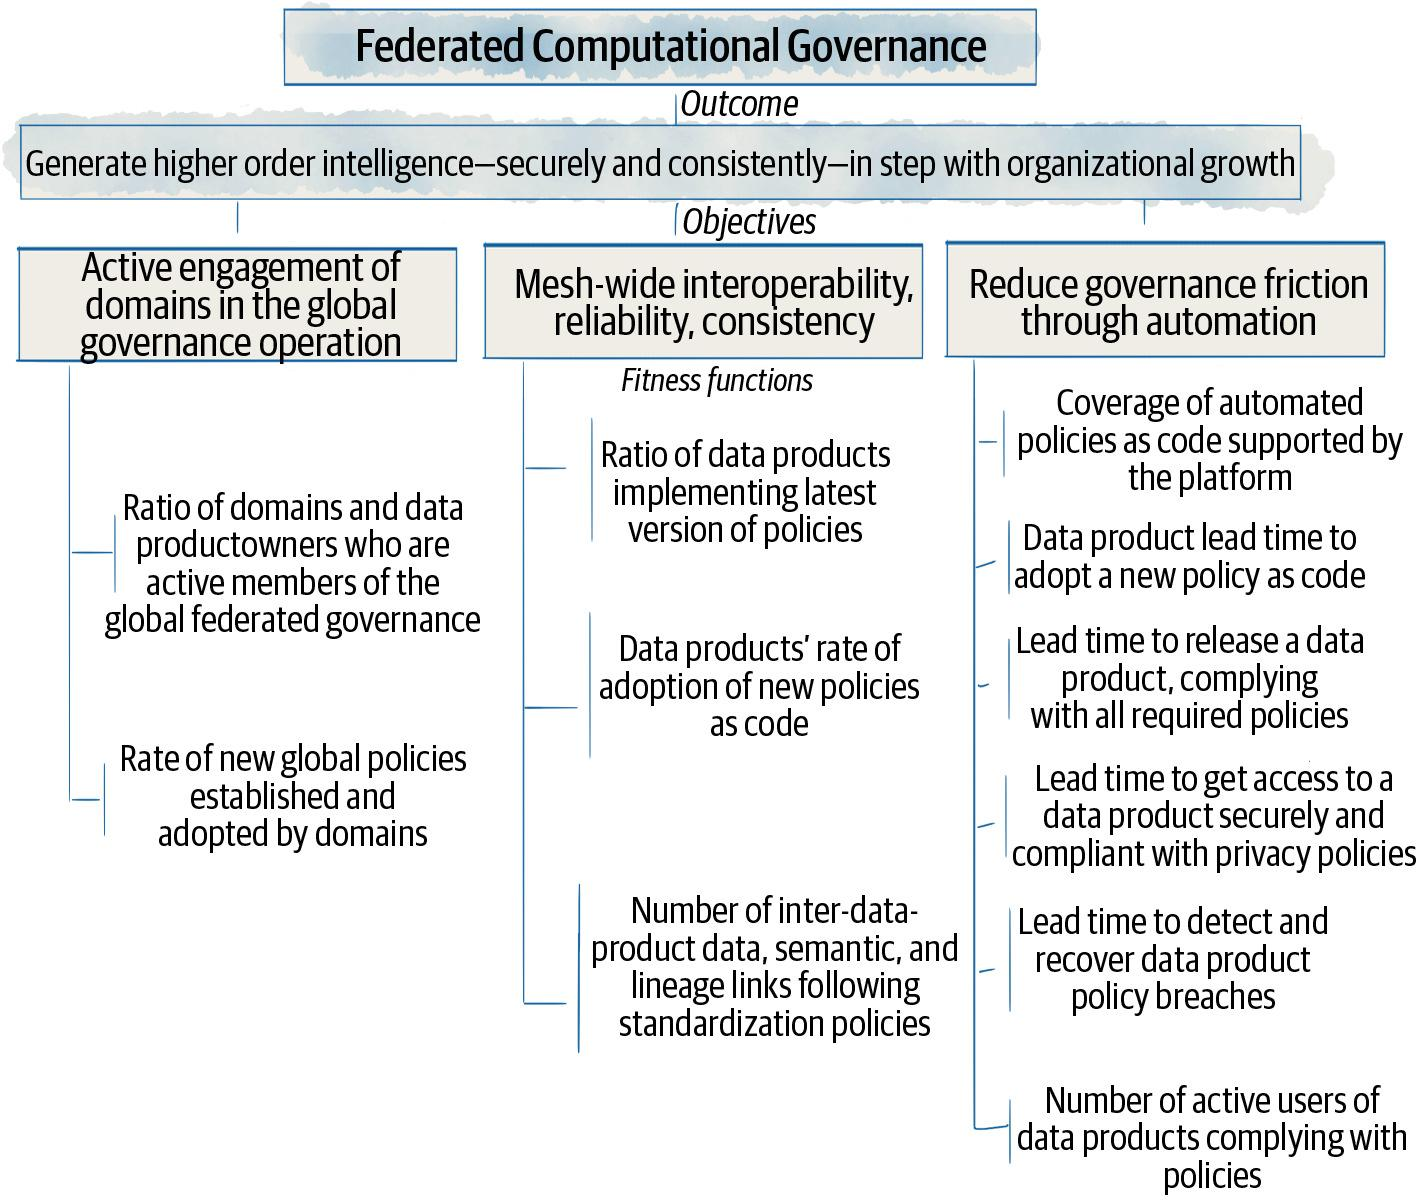 Federated Computational Governance
Outcome
Generate higher order intelligence—securely and consistently—in step with organizational growth
Objectives
Active engagement of
domains in the global
governance operation
Ratio of domains and data
productowners who are
active members of the
global federated governance
Rate of new global policies
established and
adopted by domains
Mesh-wide interoperability,
reliability, consistency
Fitness functions
Ratio of data products
implementing latest
version of policies
Data products’ rate of
adoption of new policies
as code
Number of inter-data-
product data, semantic, and
lineage links following
standardization policies
Reduce governance friction
through automation
Coverage of automated
policies as code supported by
the platform
Data product lead time to
adopt a new policy as code
Lead time to release a data
product, complying
with all required policies
Lead time to get access to a
data product securely and
compliant with privacy policies
Lead time to detect and
recover data product
policy breaches
Number of active users of
data products complying with
policies